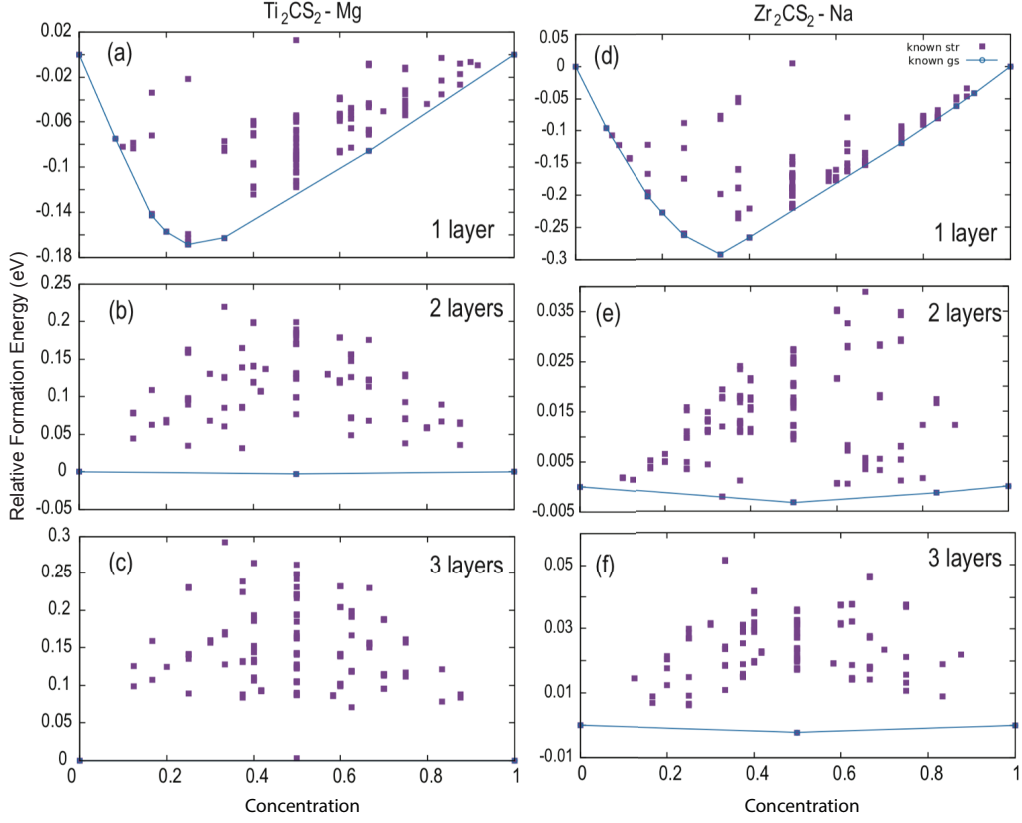 Ti2CS2 - Mg
Zr2CS2 - Na
Relative Formation Energy (eV)
(a)
0.02
-0.02
-0.06
-0.1
-0.14
-0.18
1 layer
(d)
known str
known gs
0.05
0
-0.05
-0.1
-0.15
-0.2
-0.25
-0.3
1 layer
(b)
2 layers
0.25
0.2
0.15
0.1
0.05
0
-0.05
(e)
2 layers
0.035
0.025
0.015
0.005
-0.005
(c)
3 layers
0.3
0.25
0.2
0.15
0.1
0.05
0
0 0.2 0.4 0.6 0.8 1
Concentration
(f)
3 layers
0.05
0.03
0.01
-0.01
0 0.2 0.4 0.6 0.8 1
Concentration